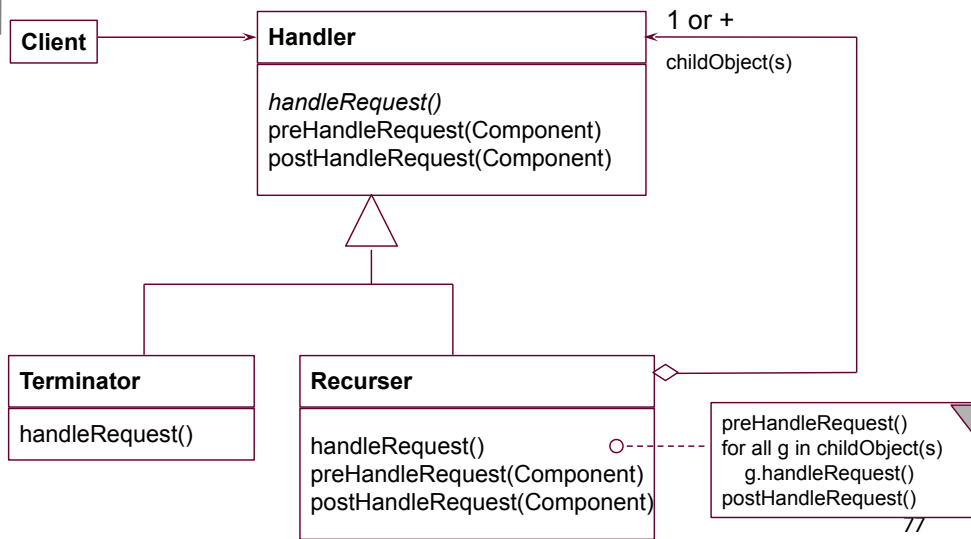 Client
Handler
1 or +
childObject(s)
handleRequest()
preHandleRequest(Component)
postHandleRequest(Component)
Terminator
handleRequest()
Recurser
handleRequest()
preHandleRequest(Component)
postHandleRequest(Component)
preHandleRequest()
for all g in childObject(s)
g.handleRequest()
postHandleRequest()
77